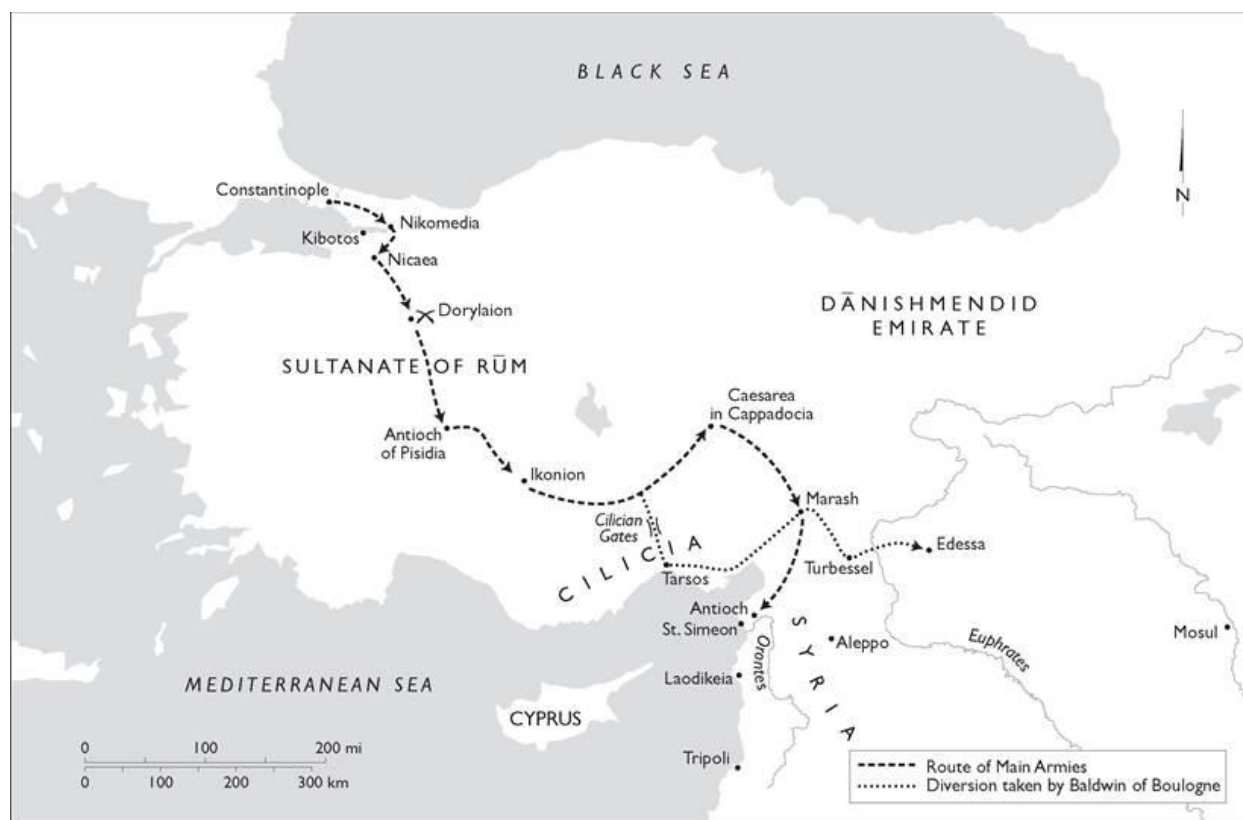 BLACK SEA
N
Constantinople
Nikomedia
Kibotos
Nicaea
Dorylaion
DĀNISHMENDID
EMIRATE
SULTANATE OF RŪM
Caesarea
in Cappadocia
Antioch
of Pisidia
Ikonion
Marash
Cilician
Gates
CILICIA
Edessa
Tarsos
Turbessel
Antioch
St. Simeon
SYRIA
Orontes
Aleppo
Euphrates
Mosul
MEDITERRANEAN SEA
Laodikeia
CYPRUS
Tripoli
0 100 200 mi
0 100 200 300 km
Route of Main Armies
Diversion taken by Baldwin of Boulogne